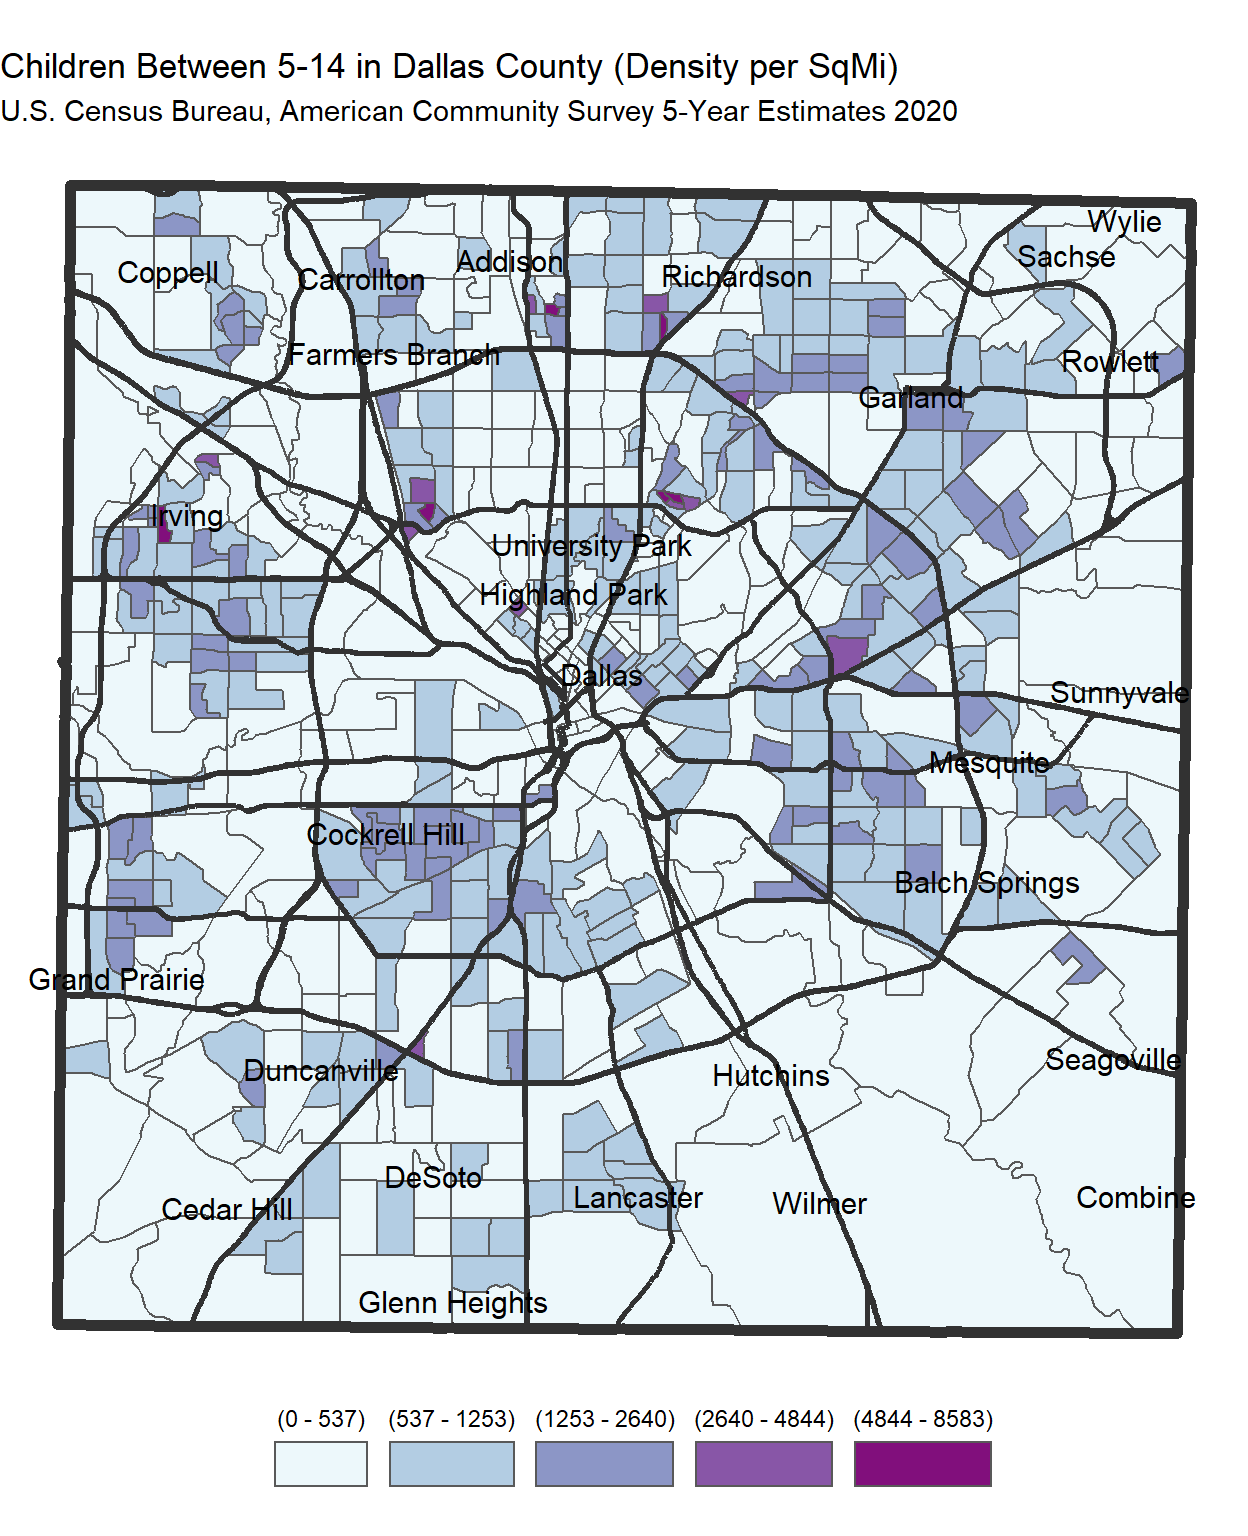 Children Between 5-14 in Dallas County (Density per SqMi)
U.S. Census Bureau, American Community Survey 5-Year Estimates 2020
Wylie
Sachse
Addison
Coppell
Carrollton
Richardson
Farmers Branch
Rowlett
Garland
Irving
University Park
Highland Park
Dallas
Sunnyvale
Mesquite
Cockrell Hill
Balch Springs
Grand Prairie
Seagoville
Duncanville
Hutchins
DeSoto
Lancaster
Combine
Wilmer
Cedar Hill
Glenn Heights
(0 - 537) (537 - 1253) (1253 - 2640) (2640 - 4844) (4844 - 8583)